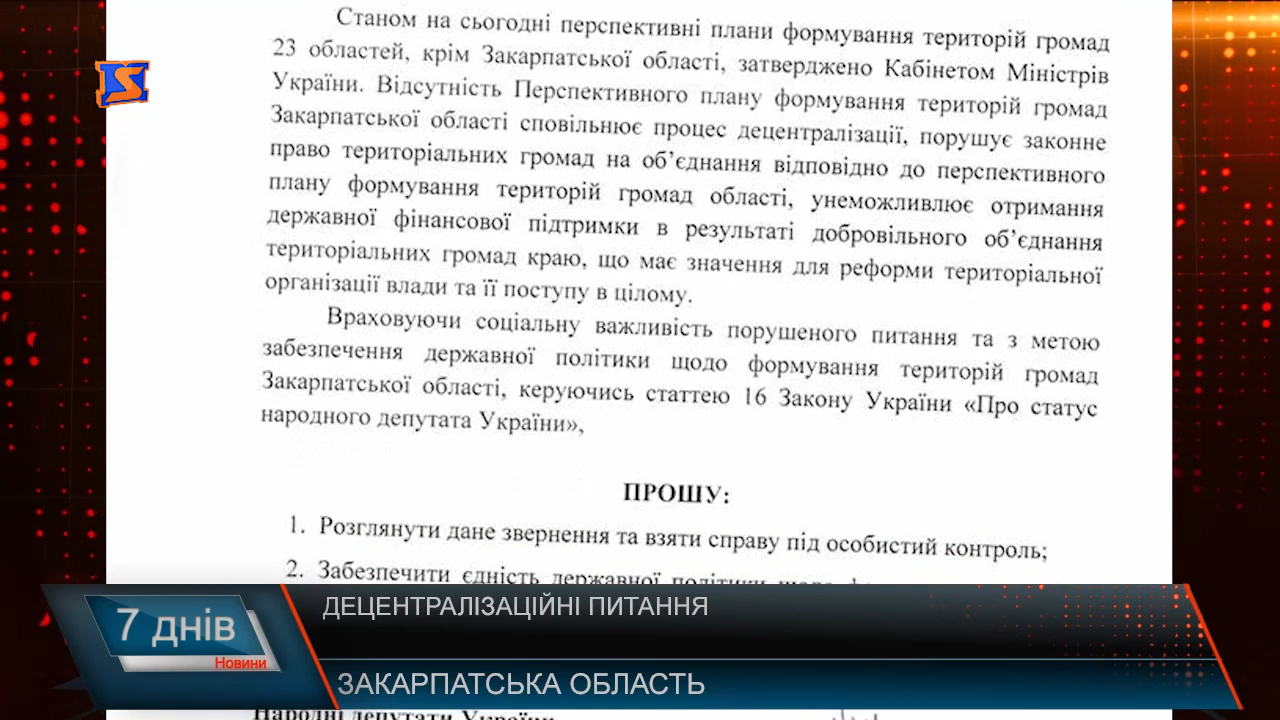 Станом на сьогодні перспективні плани формування територій громад
23 областей, крім Закарпатської області, затверджено Кабінетом Міністрів
України. Відсутність Перспективного плану формування територій громад
Закарпатської області сповільнює процес децентралізації, порушує законне
право територіальних громад на об’єднання відповідно до перспективного
плану формування територій громад області, унеможливлює отримання
державної фінансової підтримки в результаті добровільного об’єднання
територіальних громад краю, що має значення для реформи територіальної
організації влади та її поступу в цілому.
Враховуючи соціальну важливість порушеного питання та з метою
забезпечення державної політики щодо формування територій громад
Закарпатської області, керуючись статтею 16 Закону України «Про статус
народного депутата України»,
ПРОШУ:
1. Розглянути дане звернення та взяти справу під особистий контроль;
2. Забезпечити єдність державної політики щодо
ДЕЦЕНТРАЛІЗАЦІЙНІ ПИТАННЯ
7 днів
Новини
ЗАКАРПАТСЬКА ОБЛАСТЬ
Народні депутати України